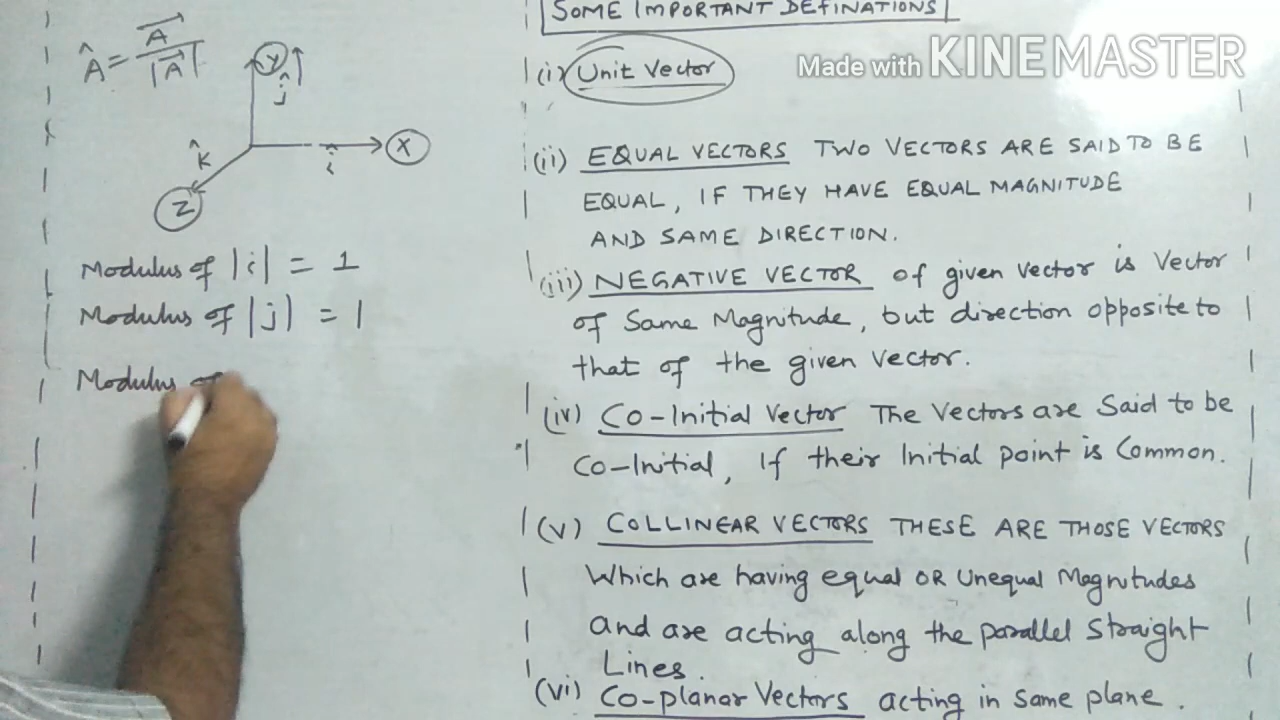 Â = A⃗ / |A⃗|
Y
ĵ
X
î
k̂
Z
Modulus of |i| = 1
Modulus of |j| = 1
Modulus of
SOME IMPORTANT DEFINATIONS
Made with KINEMASTER
(i) Unit Vector
(ii) EQUAL VECTORS TWO VECTORS ARE SAID TO BE
EQUAL, IF THEY HAVE EQUAL MAGNITUDE
AND SAME DIRECTION.
(iii) NEGATIVE VECTOR of given vector is Vector
of Same Magnitude, but direction opposite to
that of the given vector.
(iv) Co-Initial Vector The Vectors are Said to be
Co-Initial, If their Initial point is Common.
(v) COLLINEAR VECTORS THESE ARE THOSE VECTORS
Which are having equal OR Unequal Magnitudes
and are acting along the parallel straight
Lines.
(vi) Co-planar Vectors acting in same plane.